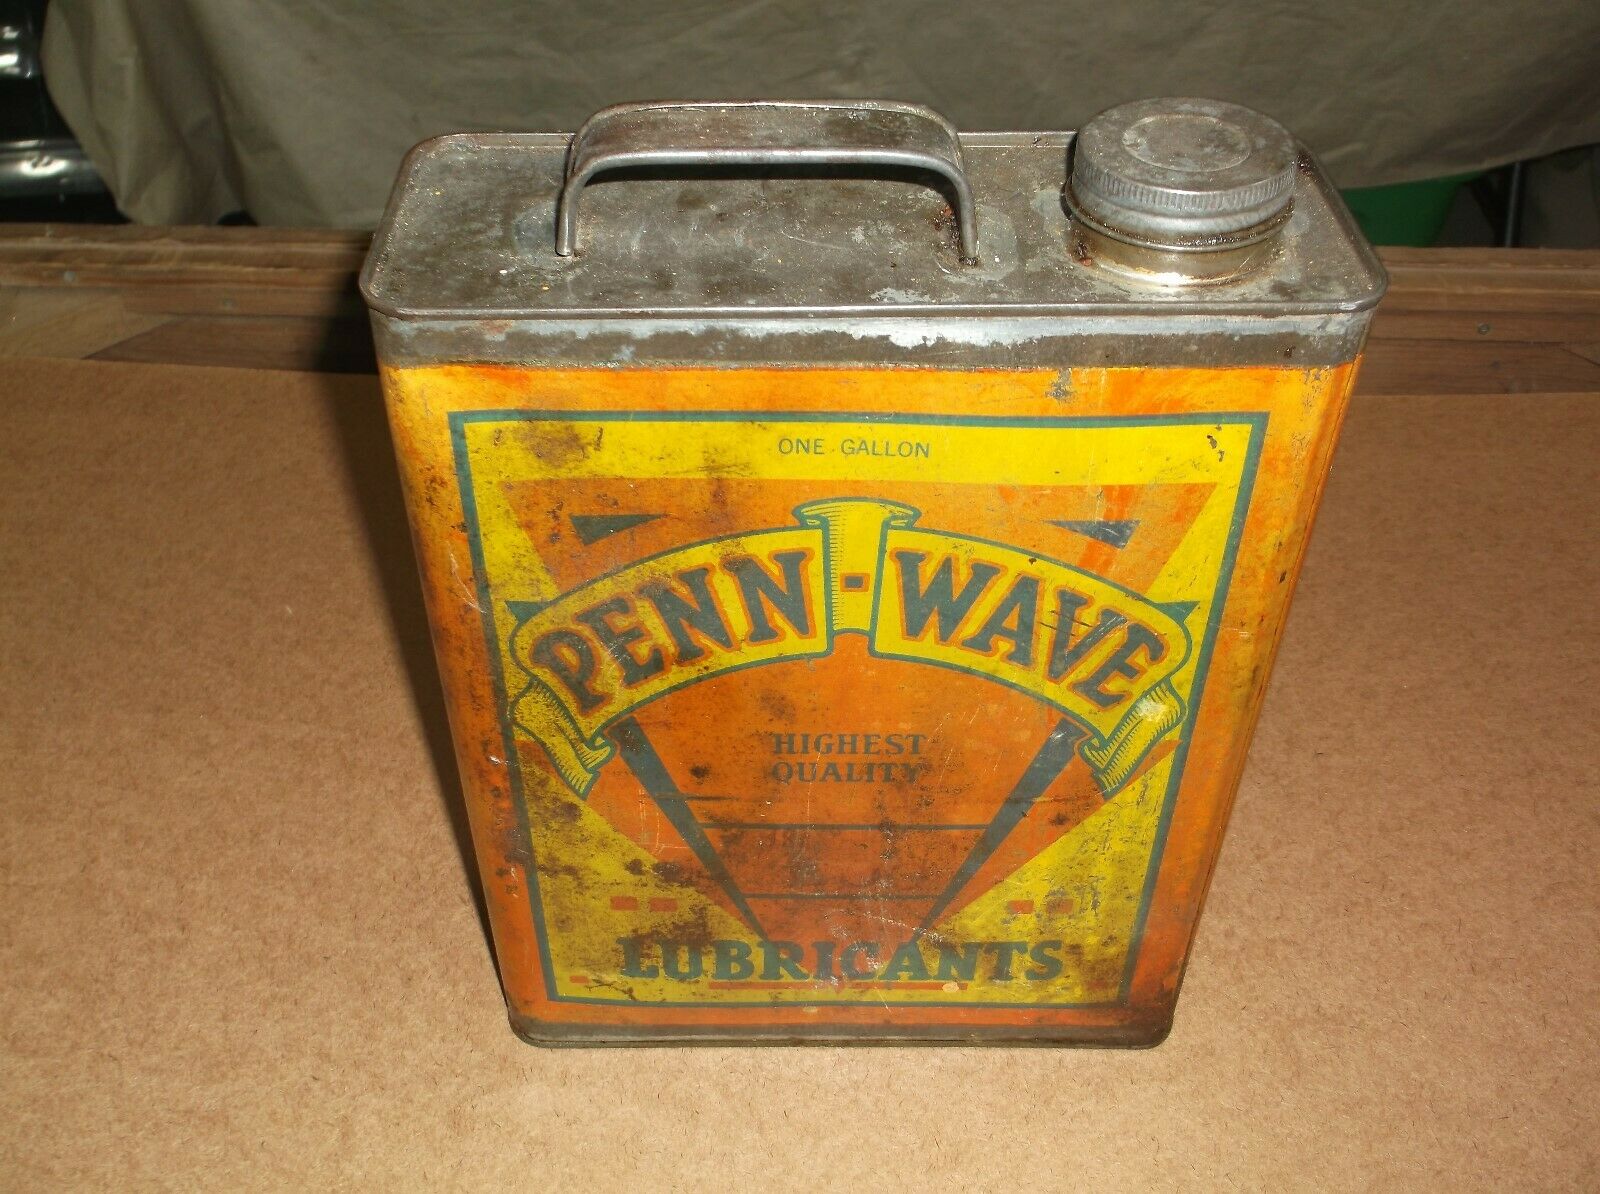 ONE GALLON
PENN-WAVE
HIGHEST
QUALITY
LUBRICANTS